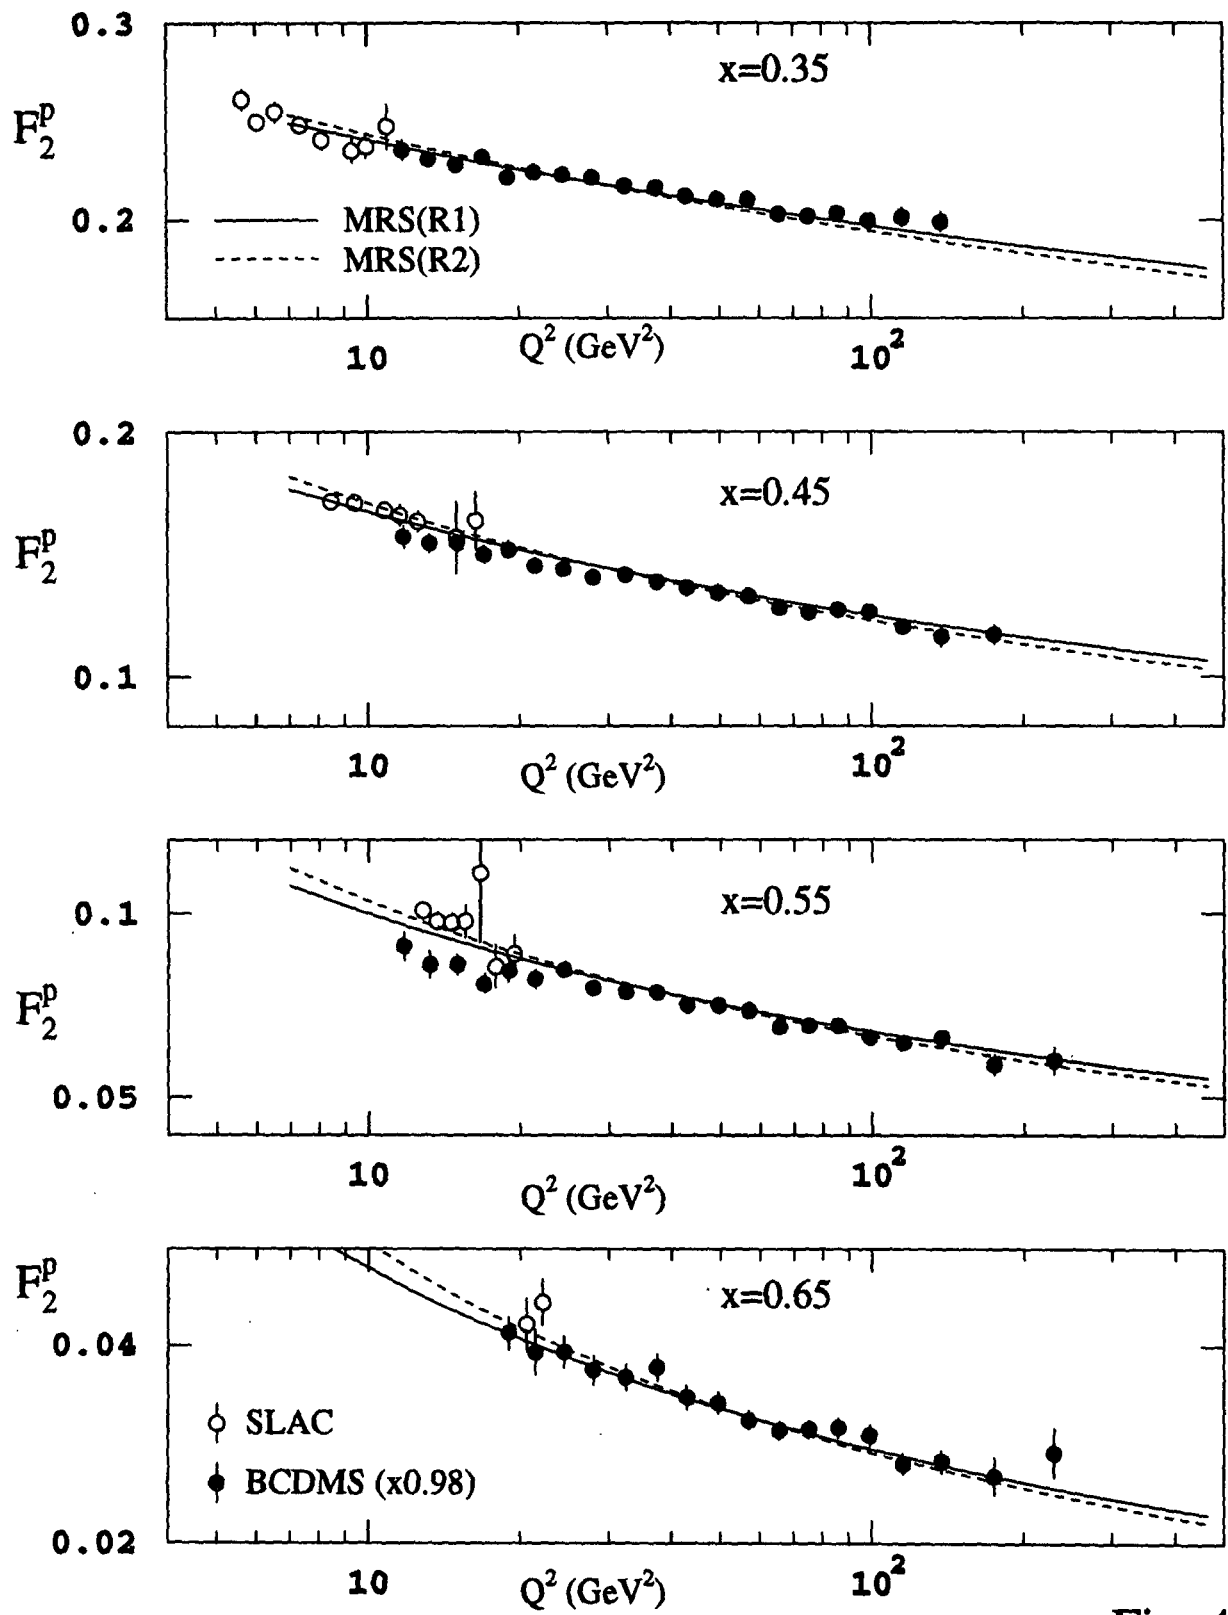 0.3
x=0.35
F₂ᵖ
0.2
MRS(R1)
MRS(R2)
10
Q² (GeV²)
10²
0.2
x=0.45
F₂ᵖ
0.1
10
Q² (GeV²)
10²
x=0.55
0.1
F₂ᵖ
0.05
10
Q² (GeV²)
10²
F₂ᵖ
x=0.65
0.04
SLAC
BCDMS (x0.98)
0.02
10
Q² (GeV²)
10²